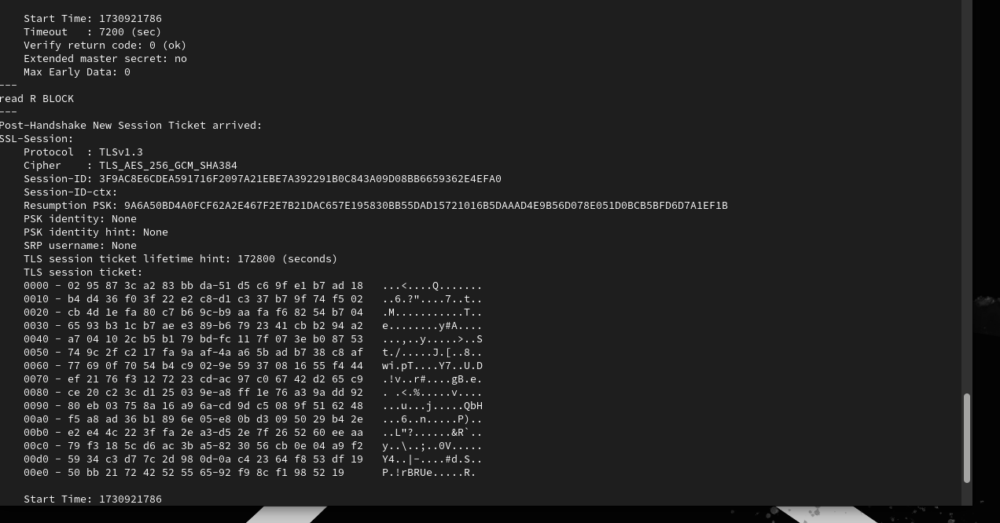 Start Time: 1730921786
Timeout   : 7200 (sec)
Verify return code: 0 (ok)
Extended master secret: no
Max Early Data: 0
---
read R BLOCK
---
Post-Handshake New Session Ticket arrived:
SSL-Session:
Protocol  : TLSv1.3
Cipher    : TLS_AES_256_GCM_SHA384
Session-ID: 3F9AC8E6CDEA591716F2097A21EBE7A392291B0C843A09D08BB6659362E4EFA0
Session-ID-ctx:
Resumption PSK: 9A6A50BD4A0FCF62A2E467F2E7B21DAC657E195830BB55DAD15721016B5DAAAD4E9B56D078E051D0BCB5BFD6D7A1EF1B
PSK identity: None
PSK identity hint: None
SRP username: None
TLS session ticket lifetime hint: 172800 (seconds)
TLS session ticket:
0000 - 02 95 87 3c a2 83 bb da-51 d5 c6 9f e1 b7 ad 18   ...<....Q.......
0010 - b4 d4 36 f0 3f 22 e2 c8-d1 c3 37 b7 9f 74 f5 02   ..6.?"....7..t..
0020 - cb 4d 1e fa 80 c7 b6 9c-b9 aa fa f6 82 54 b7 04   .M...........T..
0030 - 65 93 b3 1c b7 ae e3 89-b6 79 23 41 cb b2 94 a2   e........y#A....
0040 - a7 04 10 2c b5 b1 79 bd-fc 11 7f 07 3e b0 87 53   ...,..y.....>..S
0050 - 74 9c 2f c2 17 fa 9a af-4a a6 5b ad b7 38 c8 af   t./.....J.[..8..
0060 - 77 69 0f 70 54 b4 c9 02-9e 59 37 08 16 55 f4 44   wi.pT....Y7..U.D
0070 - ef 21 76 f3 12 72 23 cd-ac 97 c0 67 42 d2 65 c9   .!v..r#....gB.e.
0080 - ce 20 c2 3c d1 25 03 9e-a8 ff 1e 76 a3 9a dd 92   . .<.%.....v....
0090 - 80 eb 03 75 8a 16 a9 6a-cd 9d c5 08 9f 51 62 48   ...u...j.....QbH
00a0 - f5 a8 ad 36 b1 89 6e 05-e8 0b d3 09 50 29 b4 2e   ...6..n.....P)..
00b0 - e2 e4 4c 22 3f fa 2e a3-d5 2e 7f 26 52 60 ee aa   ..L"?......&R`..
00c0 - 79 f3 18 5c d6 ac 3b a5-82 30 56 cb 0e 04 a9 f2   y..\..;..0V.....
00d0 - 59 34 c3 d7 7c 2d 98 0d-0a c4 23 64 f8 53 df 19   Y4..|-....#d.S..
00e0 - 50 bb 21 72 42 52 55 65-92 f9 8c f1 98 52 19      P.!rBRUe.....R.
Start Time: 1730921786